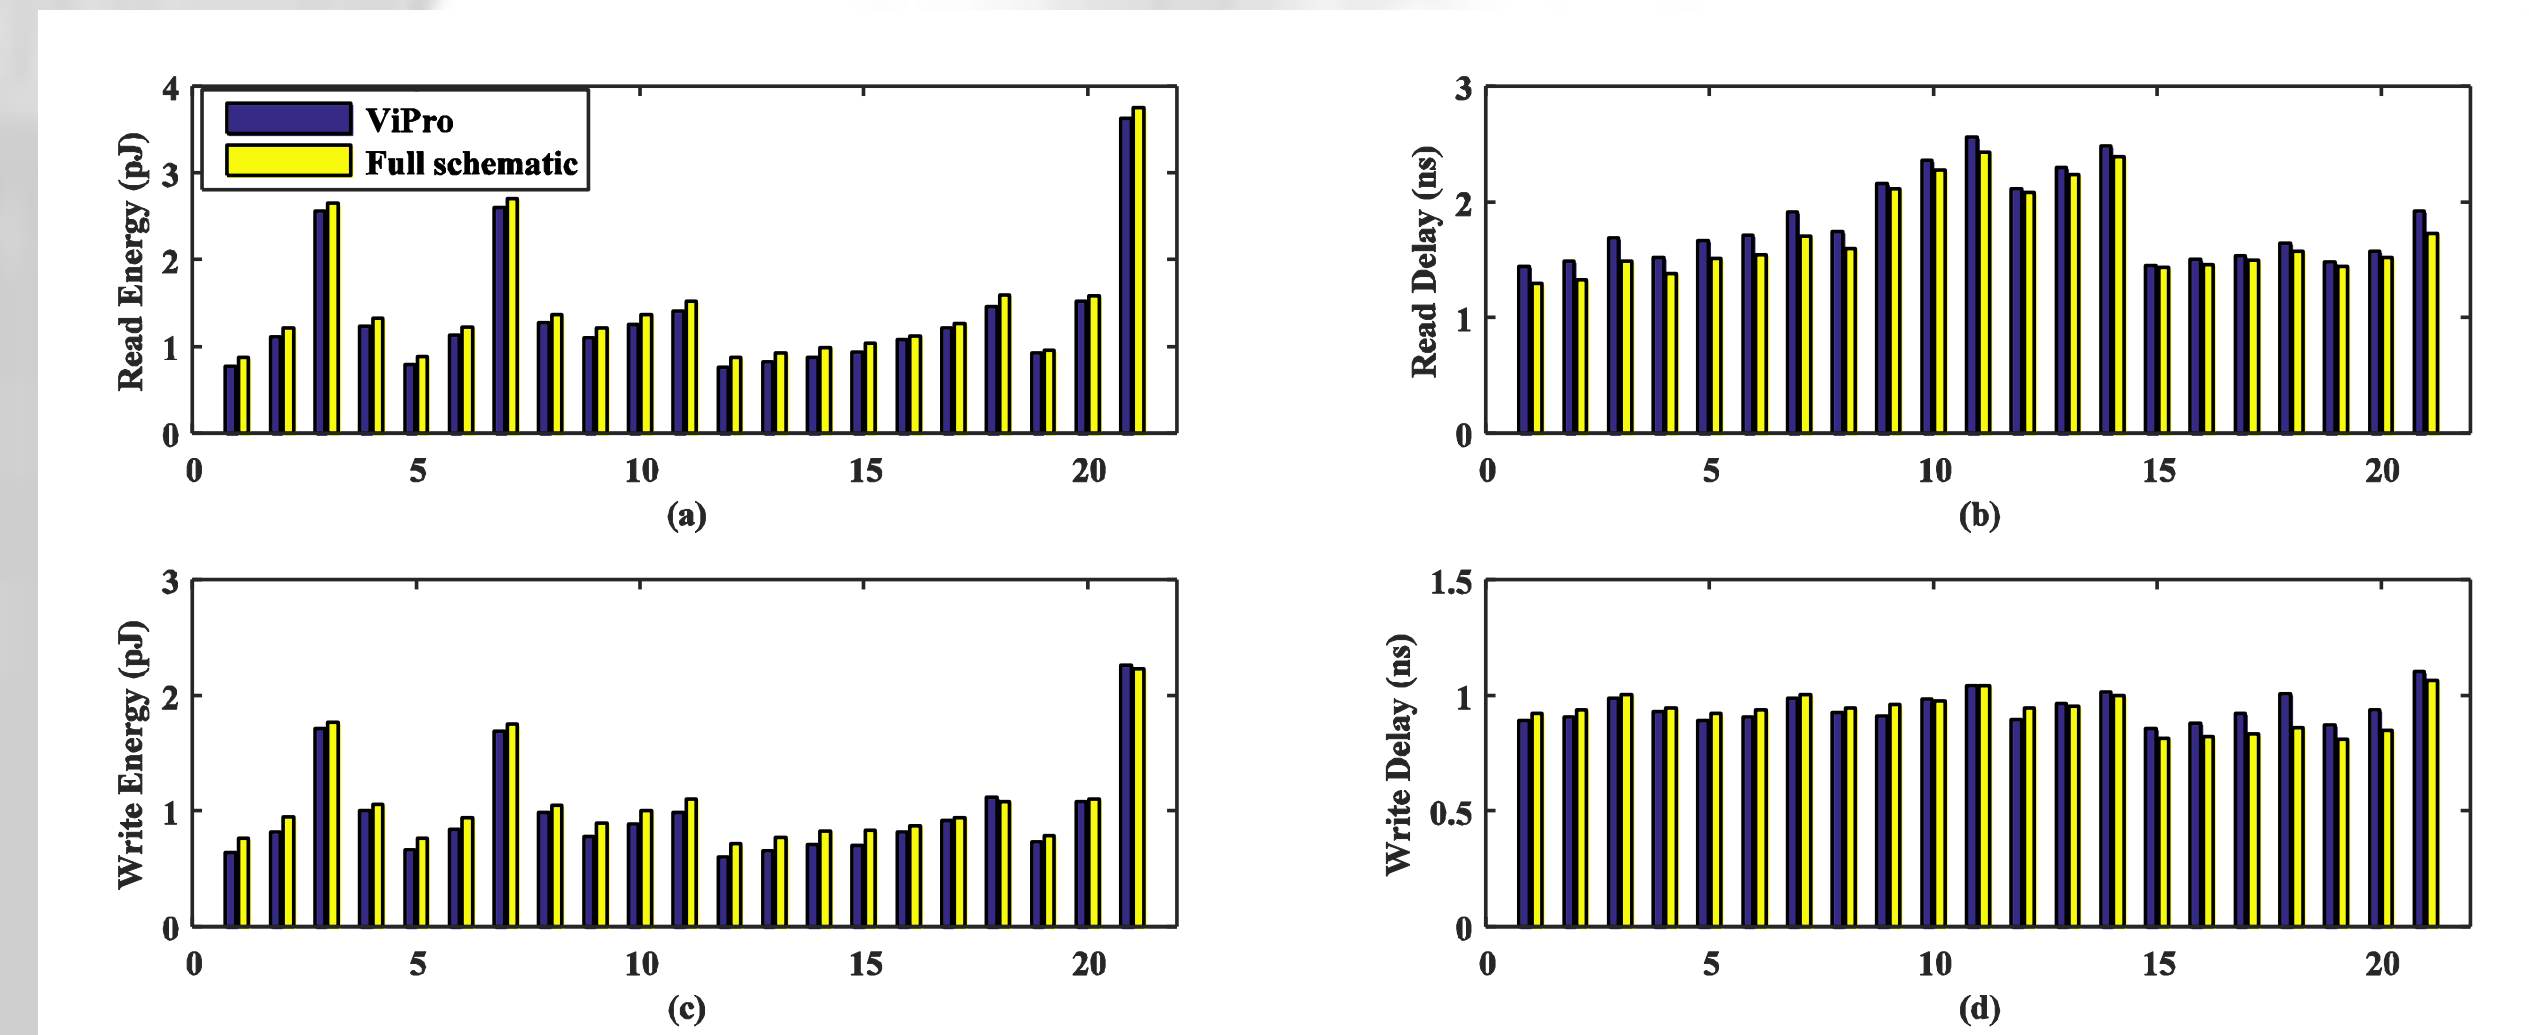 4
3
2
1
0
Read Energy (pJ)
ViPro
Full schematic
0 5 10 15 20
(a)
3
2
1
0
Read Delay (ns)
0 5 10 15 20
(b)
3
2
1
0
Write Energy (pJ)
0 5 10 15 20
(c)
1.5
1
0.5
0
Write Delay (ns)
0 5 10 15 20
(d)